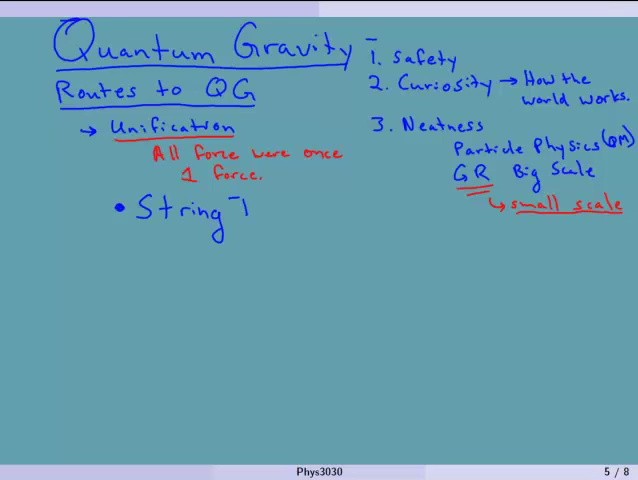 Quantum Gravity
Routes to QG
→ Unification
All force were once
1 force.
• String
1. Safety
2. Curiosity → How the
world works.
3. Neatness
Particle Physics (QM)
GR Big Scale
↳ small scale
Phys3030
5 / 8